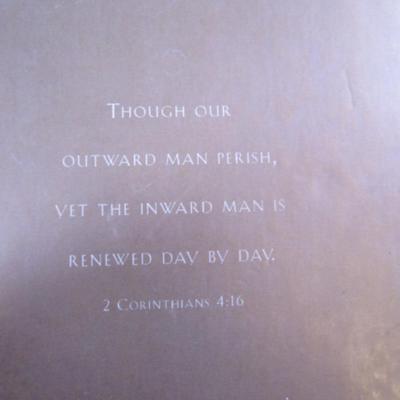 Though our
outward man perish,
yet the inward man is
renewed day by day.
2 Corinthians 4:16